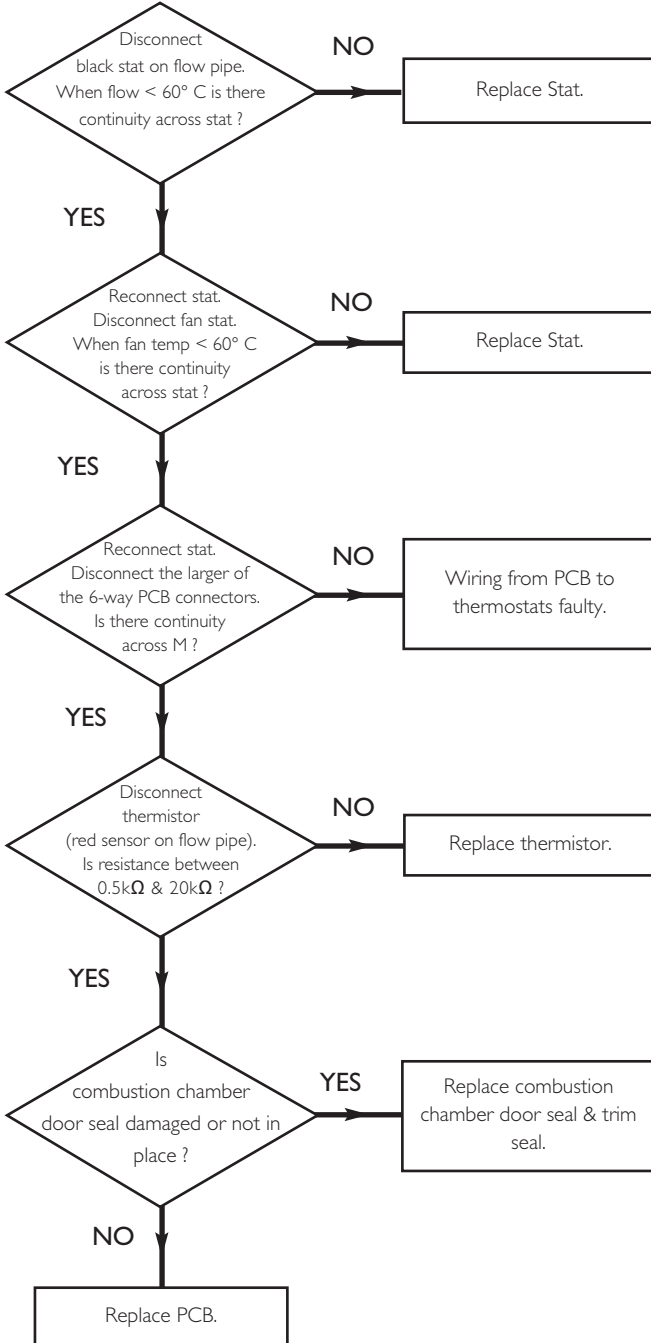 Disconnect
black stat on flow pipe.
When flow < 60° C is there
continuity across stat ?
NO
Replace Stat.
YES
Reconnect stat.
Disconnect fan stat.
When fan temp < 60° C
is there continuity
across stat ?
NO
Replace Stat.
YES
Reconnect stat.
Disconnect the larger of
the 6-way PCB connectors.
Is there continuity
across M ?
NO
Wiring from PCB to
thermostats faulty.
YES
Disconnect
thermistor
(red sensor on flow pipe).
Is resistance between
0.5kΩ & 20kΩ ?
NO
Replace thermistor.
YES
Is
combustion chamber
door seal damaged or not in
place ?
YES
Replace combustion
chamber door seal & trim
seal.
NO
Replace PCB.